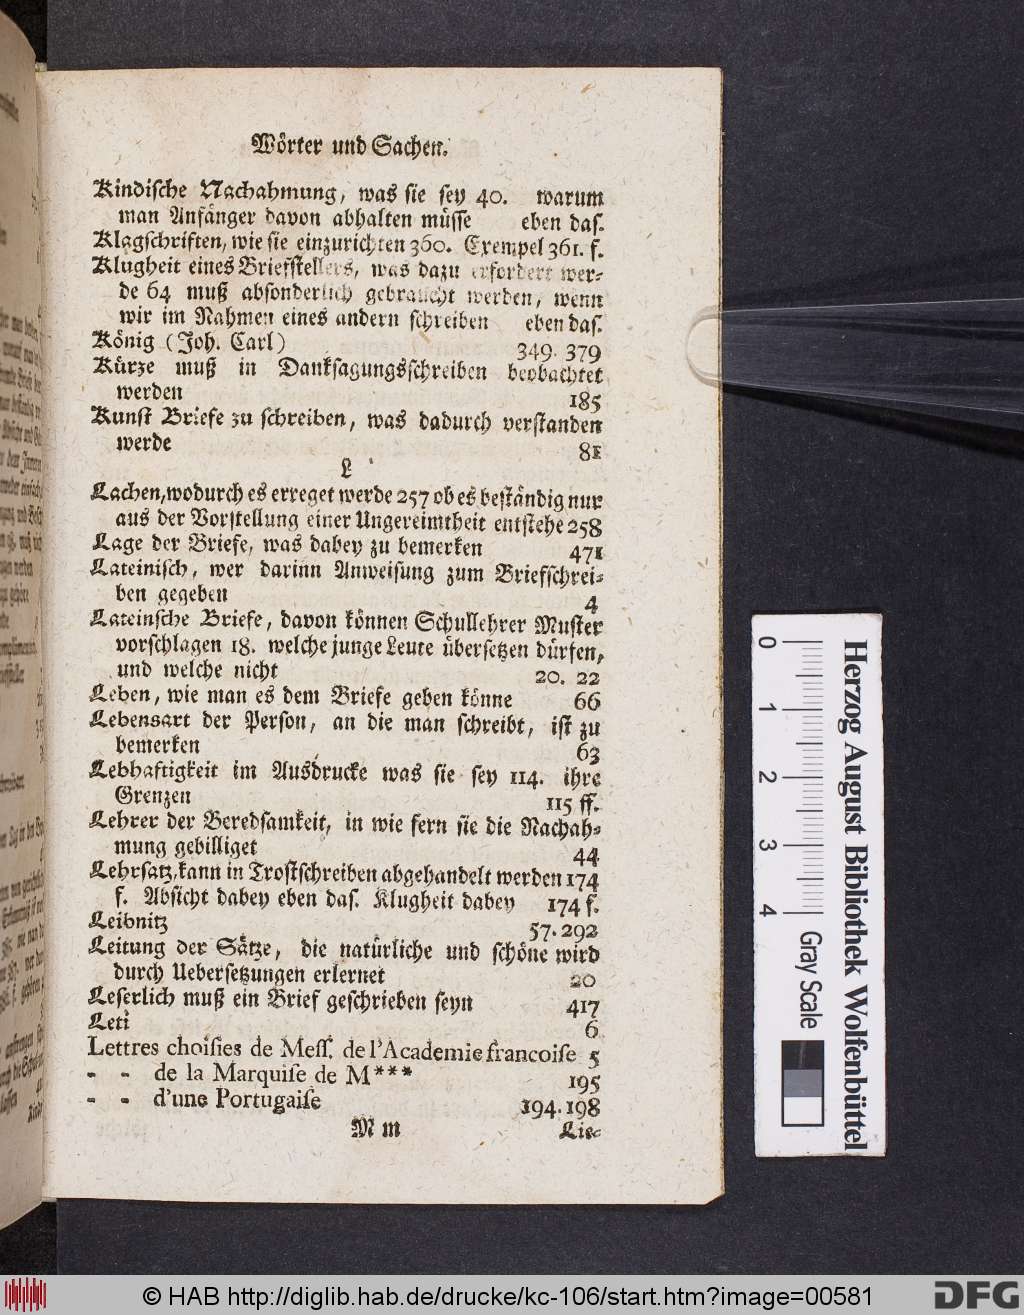 Wörter und Sachen.
Kindische Nachahmung, was sie sey 40. warum
man Anfänger davon abhalten müsse eben das.
Klagschriften, wie sie einzurichten 360. Exempel 361. f.
Klugheit eines Briefstellers, was dazu erfordert wer-
de 64 muß absonderlich gebraucht werden, wenn
wir im Nahmen eines andern schreiben eben das.
König (Joh. Carl) 349. 379
Kürze muß in Danksagungsschreiben beobachtet
werden 185
Kunst Briefe zu schreiben, was dadurch verstanden
werde 81
L
Lachen, wodurch es erreget werde 257 ob es beständig nur
aus der Vorstellung einer Ungereimtheit entstehe 258
Lage der Briefe, was dabey zu bemerken 471
Lateinisch, wer darinn Anweisung zum Briefschrei-
ben gegeben 4
Lateinsche Briefe, davon können Schullehrer Muster
vorschlagen 18. welche junge Leute übersetzen dürfen,
und welche nicht 20. 22
Leben, wie man es dem Briefe geben könne 66
Lebensart der Person, an die man schreibt, ist zu
bemerken 63
Lebhaftigkeit im Ausdrucke was sie sey 114. ihre
Grenzen 115 ff.
Lehrer der Beredsamkeit, in wie fern sie die Nachah-
mung gebilliget 44
Lehrsatz, kann in Trostschreiben abgehandelt werden 174
f. Absicht dabey eben das. Klugheit dabey 174 f.
Leibnitz 57. 292
Leitung der Sätze, die natürliche und schöne wird
durch Uebersetzungen erlernet 20
Leserlich muß ein Brief geschrieben seyn 417
Leti 6
Lettres choisies de Mess. de l'Academie francoise 5
- - de la Marquise de M*** 195
- - d'une Portugaise 194. 198
M m Lie-
0 1 2 3 4 Gray Scale
Herzog August Bibliothek Wolfenbüttel
© HAB http://diglib.hab.de/drucke/kc-106/start.htm?image=00581
DFG